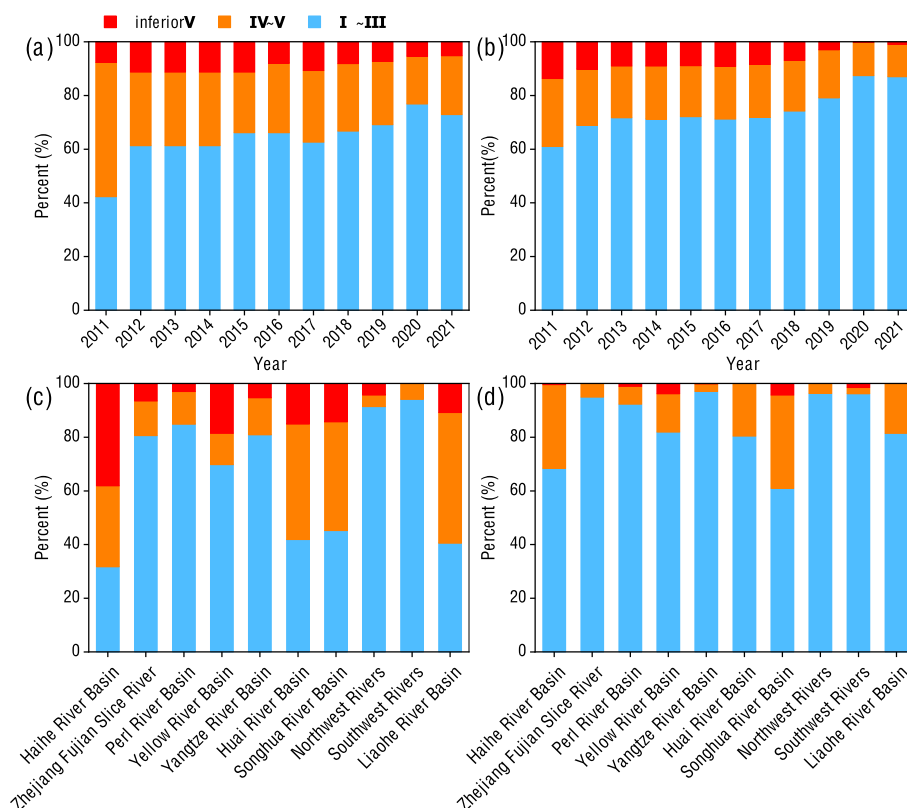 inferiorV IV~V I ~III
(a)
100
80
60
40
20
0
Percent (%)
2011 2012 2013 2014 2015 2016 2017 2018 2019 2020 2021
Year
(b)
100
80
60
40
20
0
Percent(%)
2011 2012 2013 2014 2015 2016 2017 2018 2019 2020 2021
Year
(c)
100
80
60
40
20
0
Percent (%)
Haihe River Basin
Zhejiang Fujian Slice River
Perl River Basin
Yellow River Basin
Yangtze River Basin
Huai River Basin
Songhua River Basin
Northwest Rivers
Southwest Rivers
Liaohe River Basin
(d)
100
80
60
40
20
0
Percent (%)
Haihe River Basin
Zhejiang Fujian Slice River
Perl River Basin
Yellow River Basin
Yangtze River Basin
Huai River Basin
Songhua River Basin
Northwest Rivers
Southwest Rivers
Liaohe River Basin